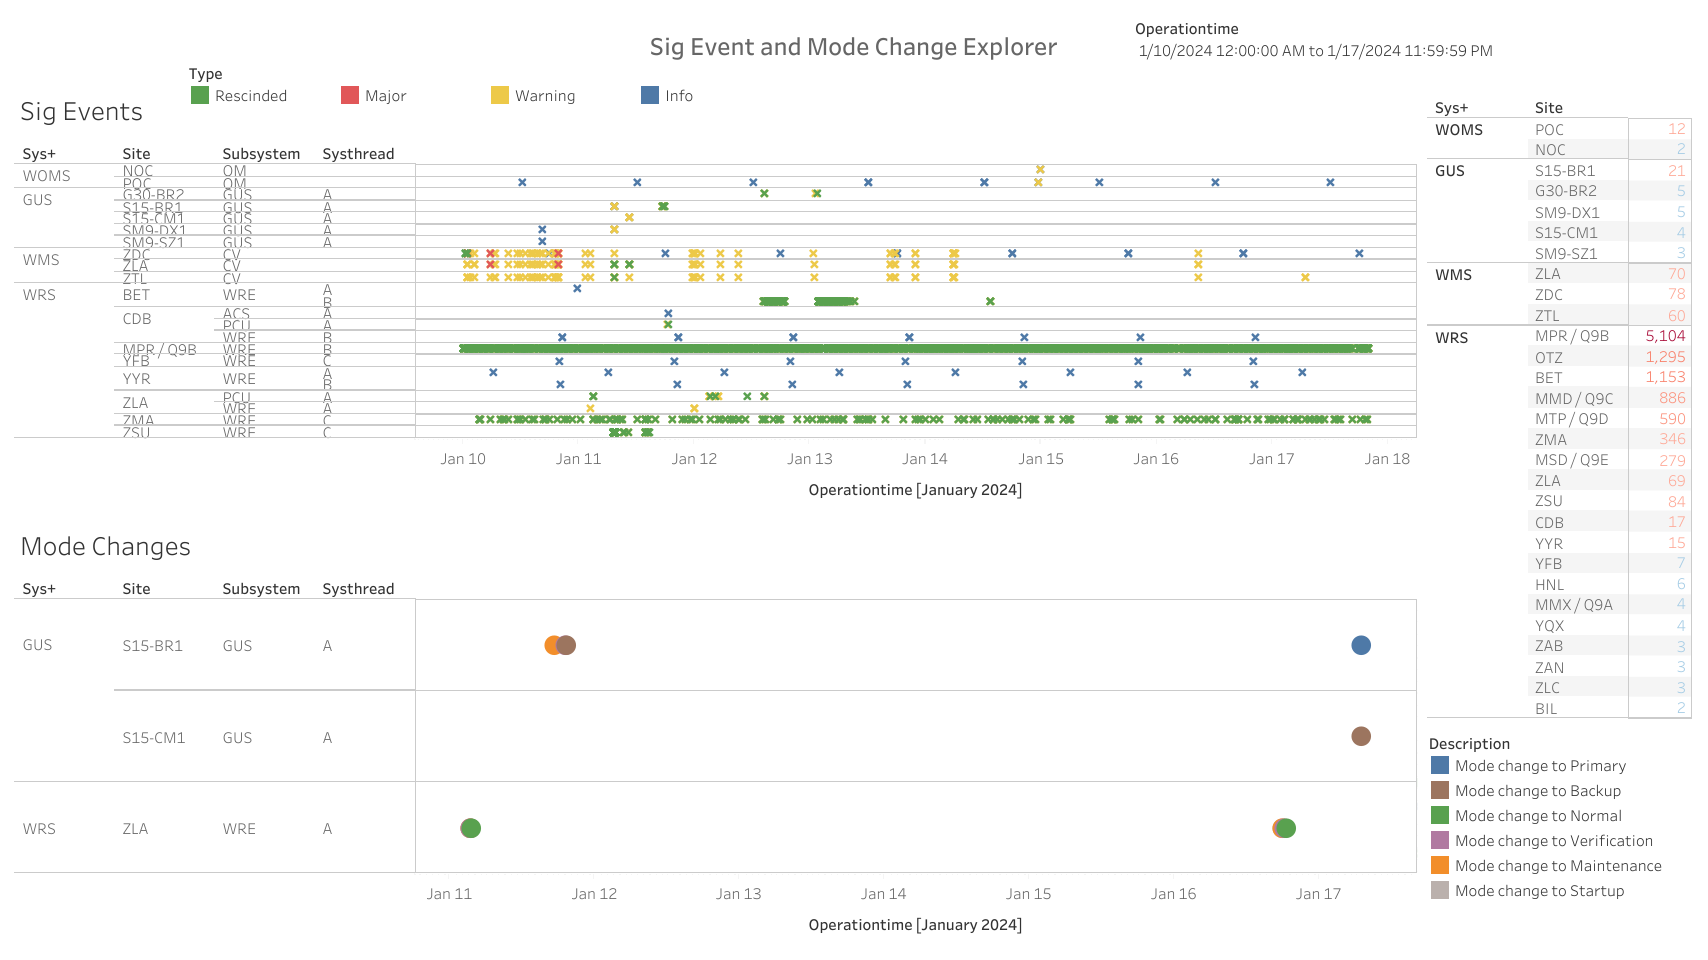 Sig Event and Mode Change Explorer
Operationtime
1/10/2024 12:00:00 AM to 1/17/2024 11:59:59 PM
Type
Rescinded Major Warning Info
Sig Events
Sys+ Site Subsystem Systhread
WOMS NOC OM
POC OM
GUS G30-BR2 GUS A
S15-BR1 GUS A
S15-CM1 GUS A
SM9-DX1 GUS A
SM9-SZ1 GUS A
WMS ZDC CV
ZLA CV
ZTL CV
WRS BET WRE A
B
CDB ACS A
PCU A
WRE B
MPR / Q9B WRE B
YFB WRE C
YYR WRE A
B
ZLA PCU A
WRE A
ZMA WRE C
ZSU WRE C
Jan 10 Jan 11 Jan 12 Jan 13 Jan 14 Jan 15 Jan 16 Jan 17 Jan 18
Operationtime [January 2024]
Mode Changes
Sys+ Site Subsystem Systhread
GUS S15-BR1 GUS A
S15-CM1 GUS A
WRS ZLA WRE A
Jan 11 Jan 12 Jan 13 Jan 14 Jan 15 Jan 16 Jan 17
Operationtime [January 2024]
Sys+ Site
WOMS POC 12
NOC 2
GUS S15-BR1 21
G30-BR2 5
SM9-DX1 5
S15-CM1 4
SM9-SZ1 3
WMS ZLA 70
ZDC 78
ZTL 60
WRS MPR / Q9B 5,104
OTZ 1,295
BET 1,153
MMD / Q9C 886
MTP / Q9D 590
ZMA 346
MSD / Q9E 279
ZLA 69
ZSU 84
CDB 17
YYR 15
YFB 7
HNL 6
MMX / Q9A 4
YQX 4
ZAB 3
ZAN 3
ZLC 3
BIL 2
Description
Mode change to Primary
Mode change to Backup
Mode change to Normal
Mode change to Verification
Mode change to Maintenance
Mode change to Startup